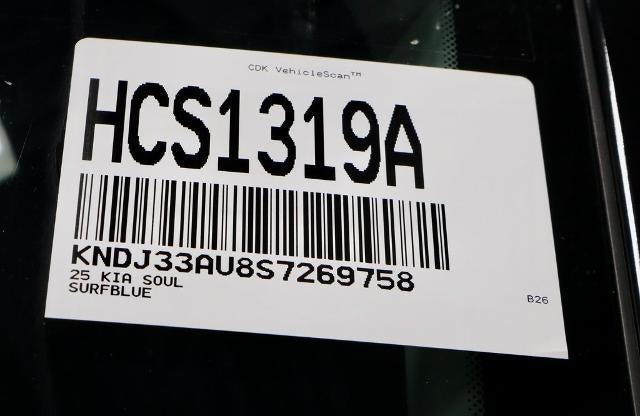 CDK VehicleScan™
HCS1319A
KNDJ33AU8S7269758
25 KIA SOUL
SURFBLUE
B26